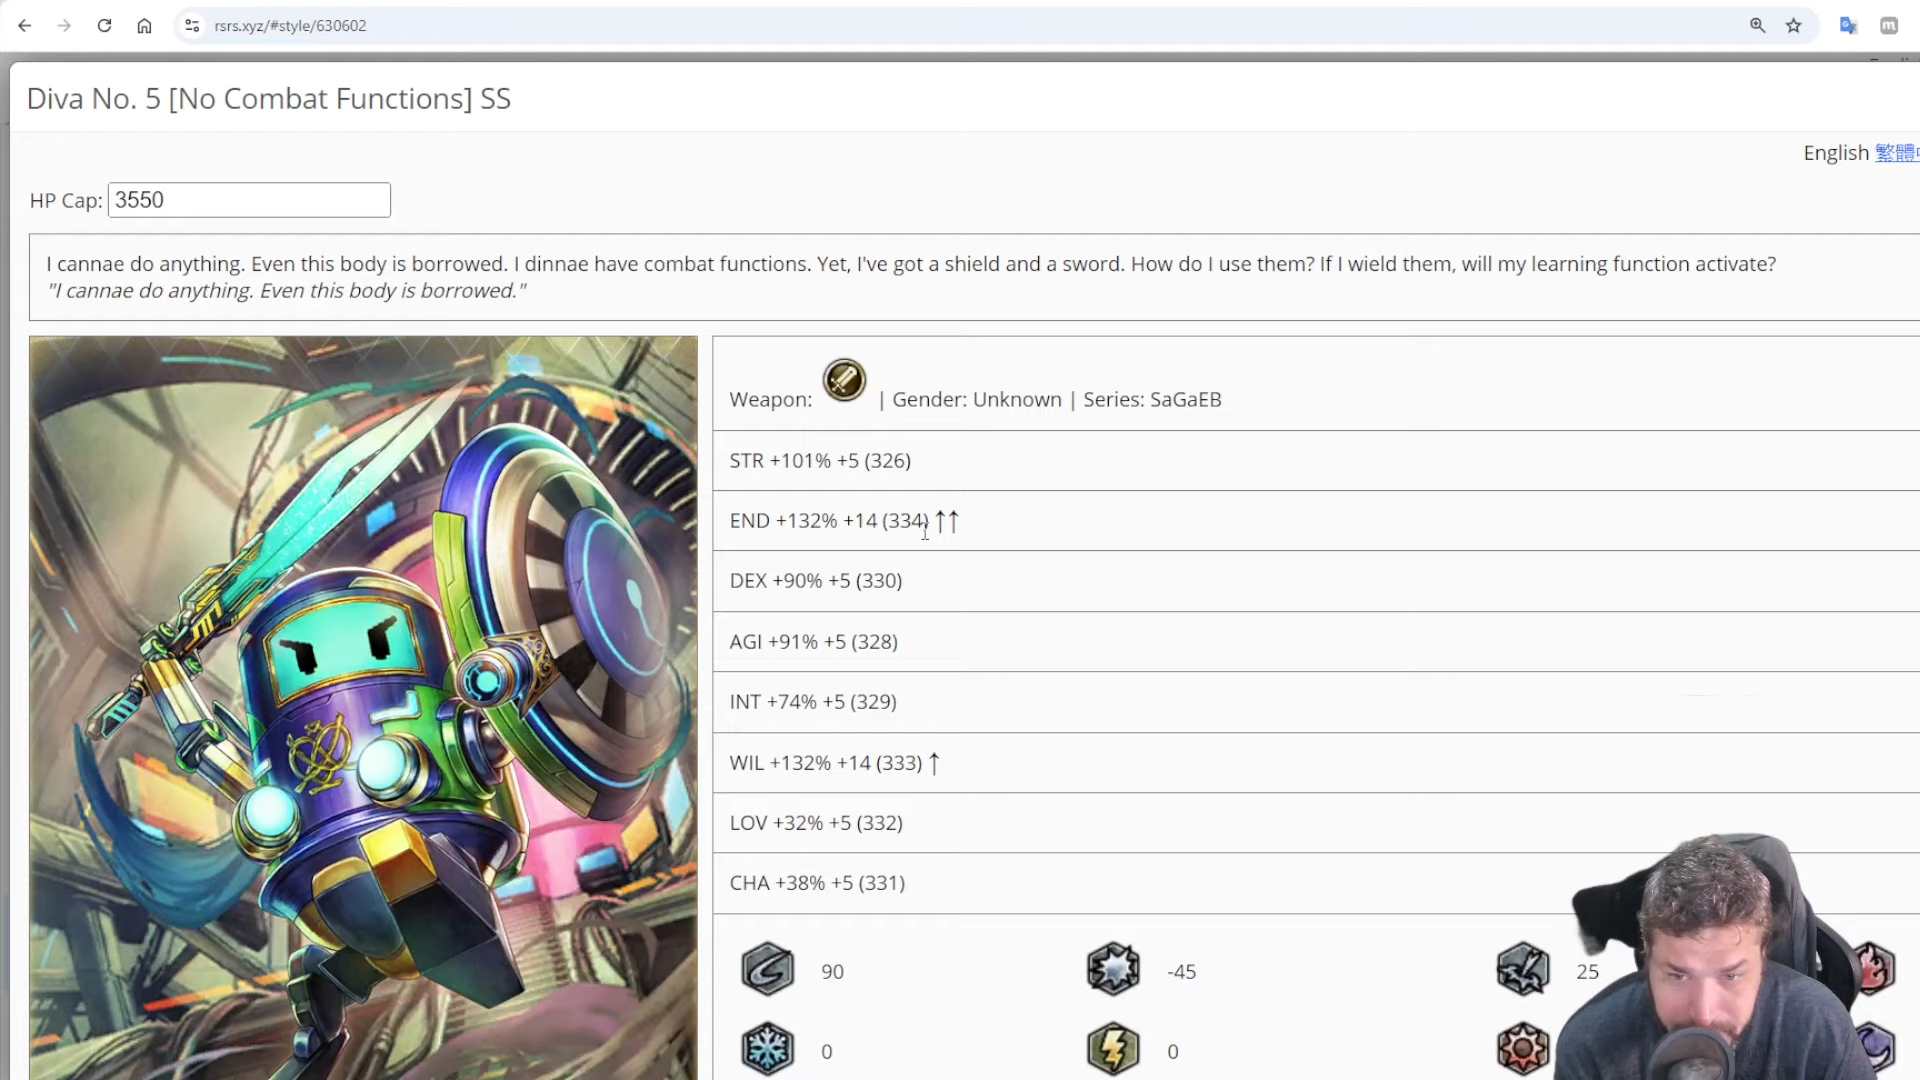 rsrs.xyz/#style/630602
Diva No. 5 [No Combat Functions] SS
English 繁體
HP Cap: 3550
I cannae do anything. Even this body is borrowed. I dinnae have combat functions. Yet, I've got a shield and a sword. How do I use them? If I wield them, will my learning function activate?
"I cannae do anything. Even this body is borrowed."
Weapon: | Gender: Unknown | Series: SaGaEB
STR +101% +5 (326)
END +132% +14 (334) ↑↑
DEX +90% +5 (330)
AGI +91% +5 (328)
INT +74% +5 (329)
WIL +132% +14 (333) ↑
LOV +32% +5 (332)
CHA +38% +5 (331)
90 -45 25
0 0